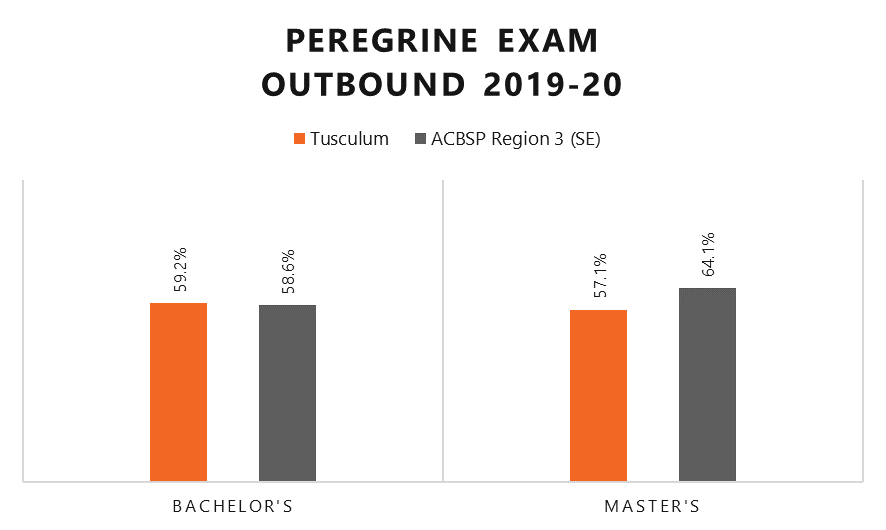 PEREGRINE EXAM
OUTBOUND 2019-20
Tusculum
ACBSP Region 3 (SE)
59.2%
58.6%
57.1%
64.1%
BACHELOR'S
MASTER'S